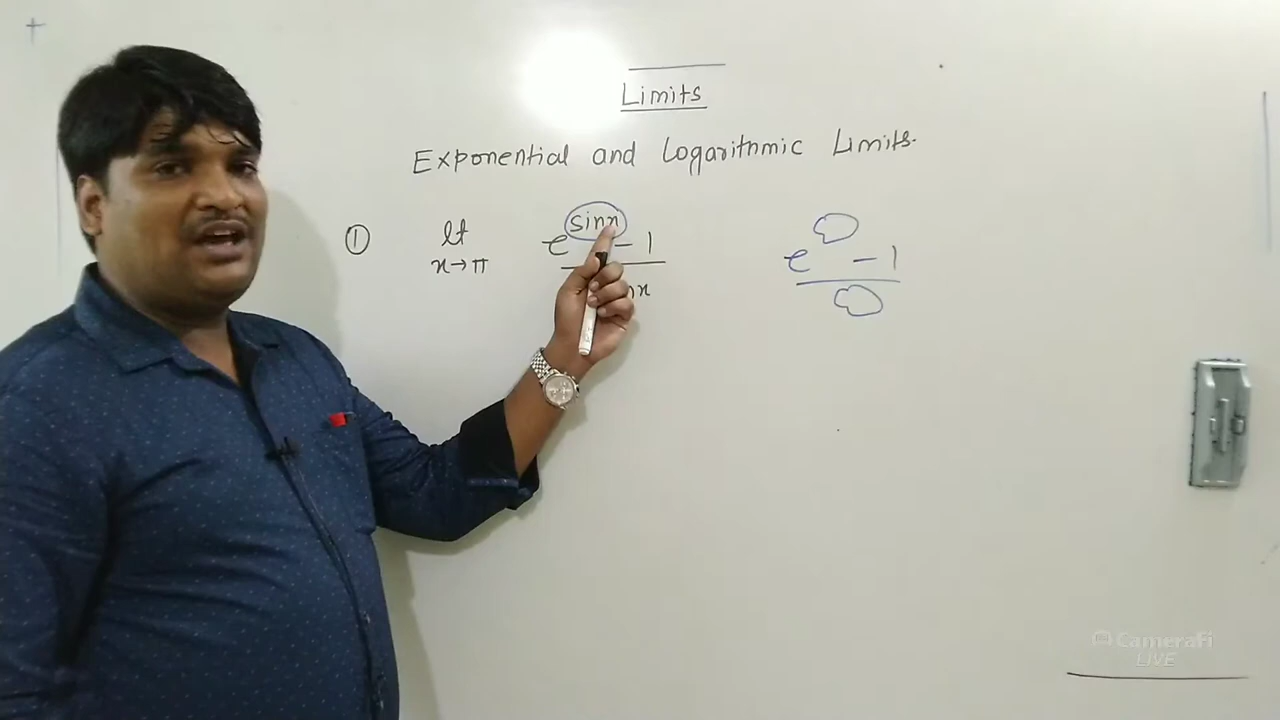 Limits
Exponential and Logarithmic Limits.
① lt e^sinx - 1 e - 1
x→π
CameraFi
LIVE